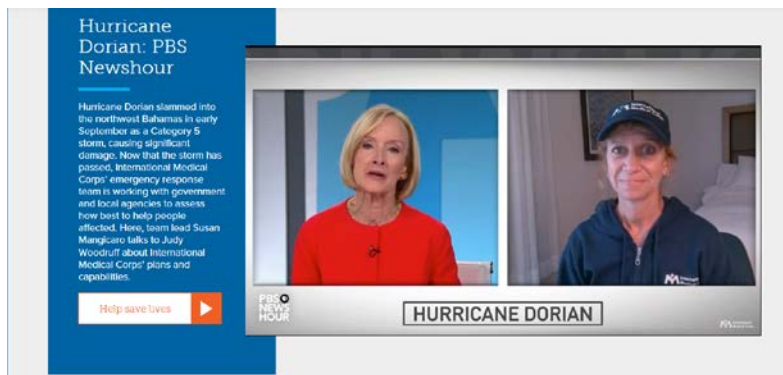 Hurricane
Dorian: PBS
Newshour
Hurricane Dorian slammed into
the northwest Bahamas in early
September as a Category 5
storm, causing significant
damage. Now that the storm has
passed, International Medical
Corps' emergency response
team is working with government
and local agencies to assess
how best to help people
affected. Here, team lead Susan
Mangicaro talks to Judy
Woodruff about International
Medical Corps' plans and
capabilities.
Help save lives
PBS
NEWS
HOUR
HURRICANE DORIAN